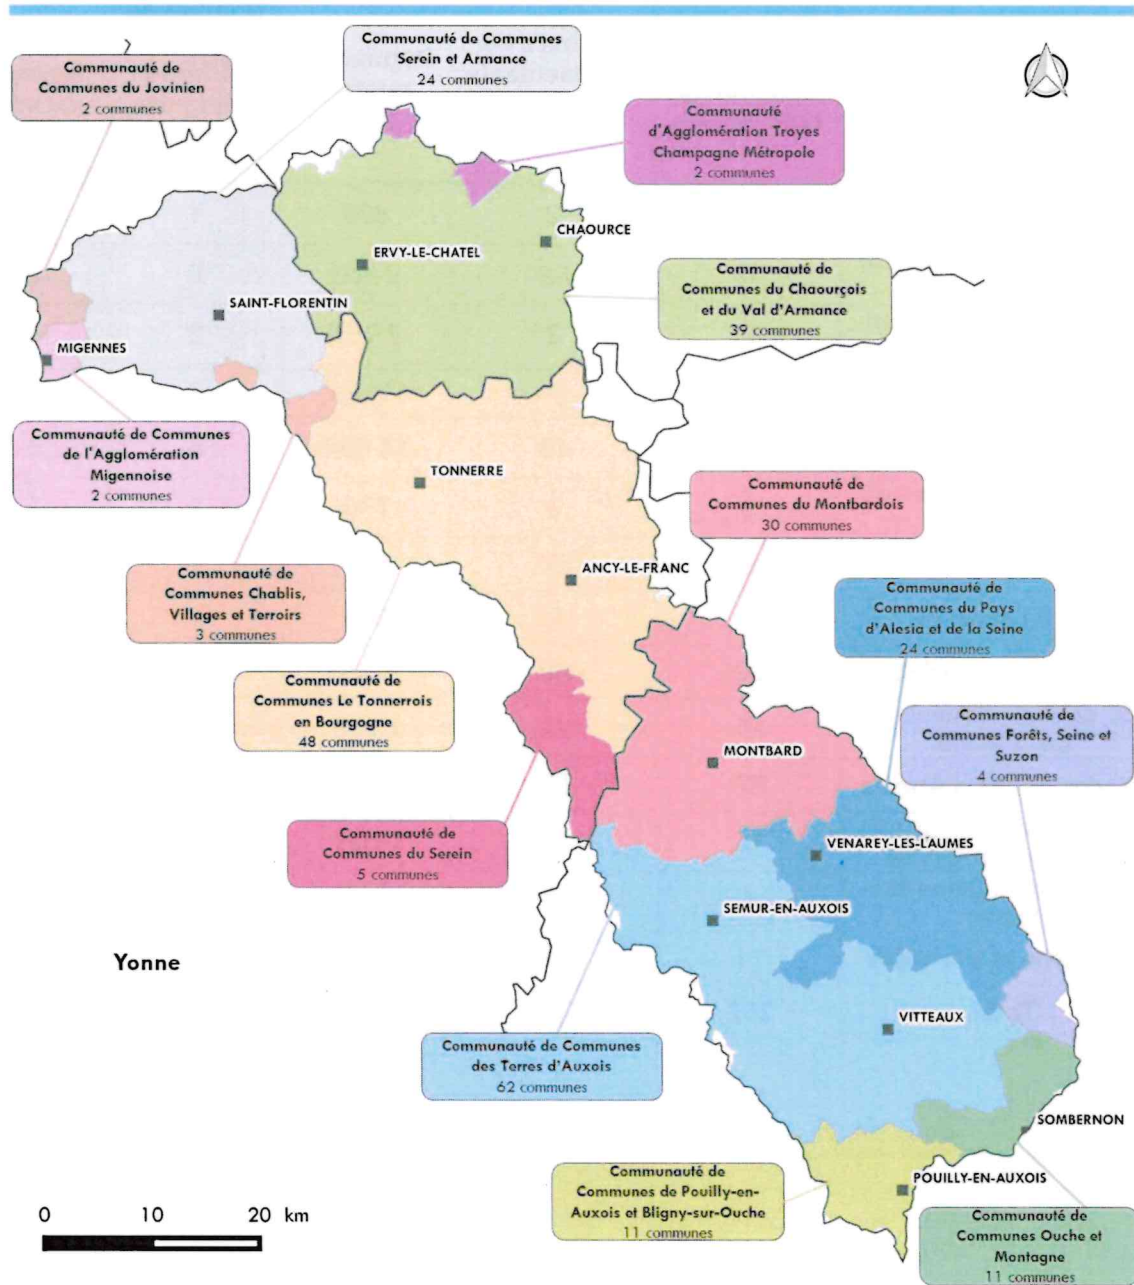 Communauté de Communes
Serein et Armance
24 communes
Communauté de
Communes du Jovinien
2 communes
Communauté
d'Agglomération Troyes
Champagne Métropole
2 communes
CHAOURCE
ERVY-LE-CHATEL
Communauté de
Communes du Chaourçois
et du Val d'Armance
39 communes
SAINT-FLORENTIN
MIGENNES
Communauté de Communes
de l'Agglomération
Migennoise
2 communes
TONNERRE
Communauté de
Communes du Montbardois
30 communes
ANCY-LE-FRANC
Communauté de
Communes Chablis,
Villages et Terroirs
3 communes
Communauté de
Communes du Pays
d'Alesia et de la Seine
24 communes
Communauté de
Communes Le Tonnerrois
en Bourgogne
48 communes
Communauté de
Communes Forêts, Seine et
Suzon
4 communes
MONTBARD
Communauté de
Communes du Serein
5 communes
VENAREY-LES-LAUMES
SEMUR-EN-AUXOIS
Yonne
VITTEAUX
Communauté de Communes
des Terres d'Auxois
62 communes
SOMBERNON
POUILLY-EN-AUXOIS
Communauté de
Communes de Pouilly-en-
Auxois et Bligny-sur-Ouche
11 communes
Communauté de
Communes Ouche et
Montagne
11 communes
0 10 20 km